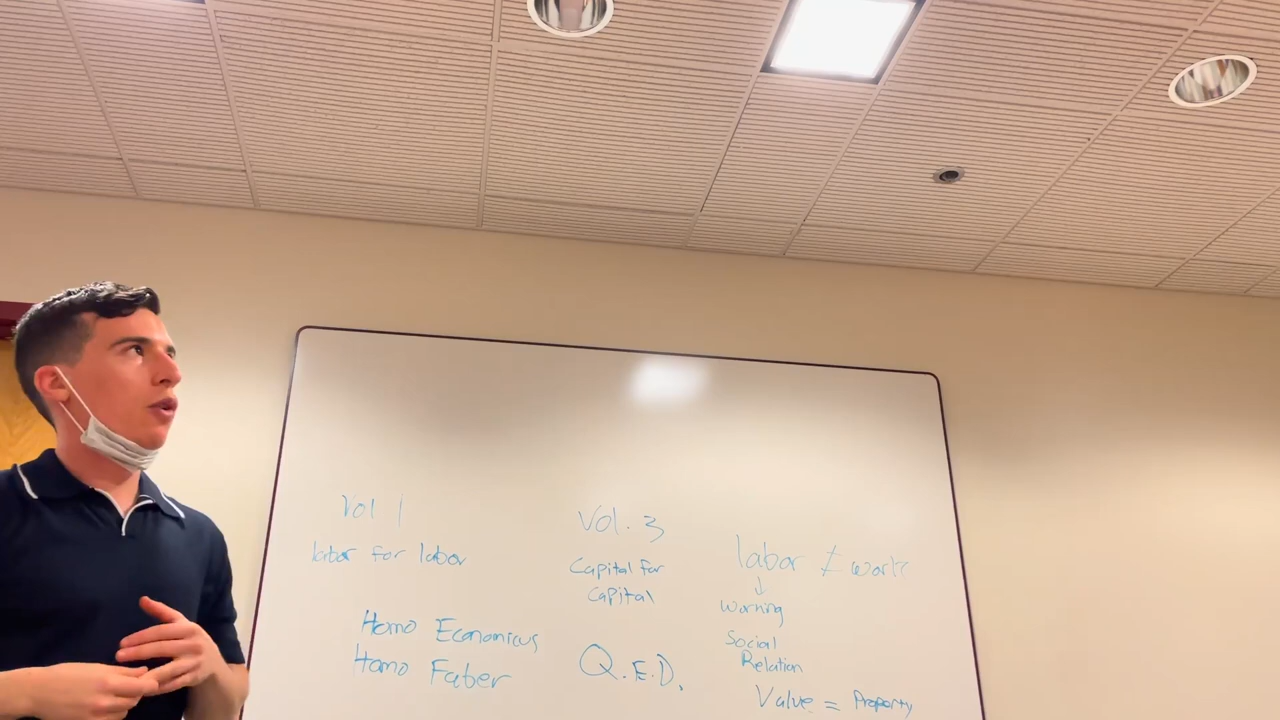 Vol 1
labor for labor
Homo Economicus
Homo Faber
Vol. 3
Capital for
Capital
Q.E.D.
labor ≠ work
↓
Working
Social
Relation
Value = Property